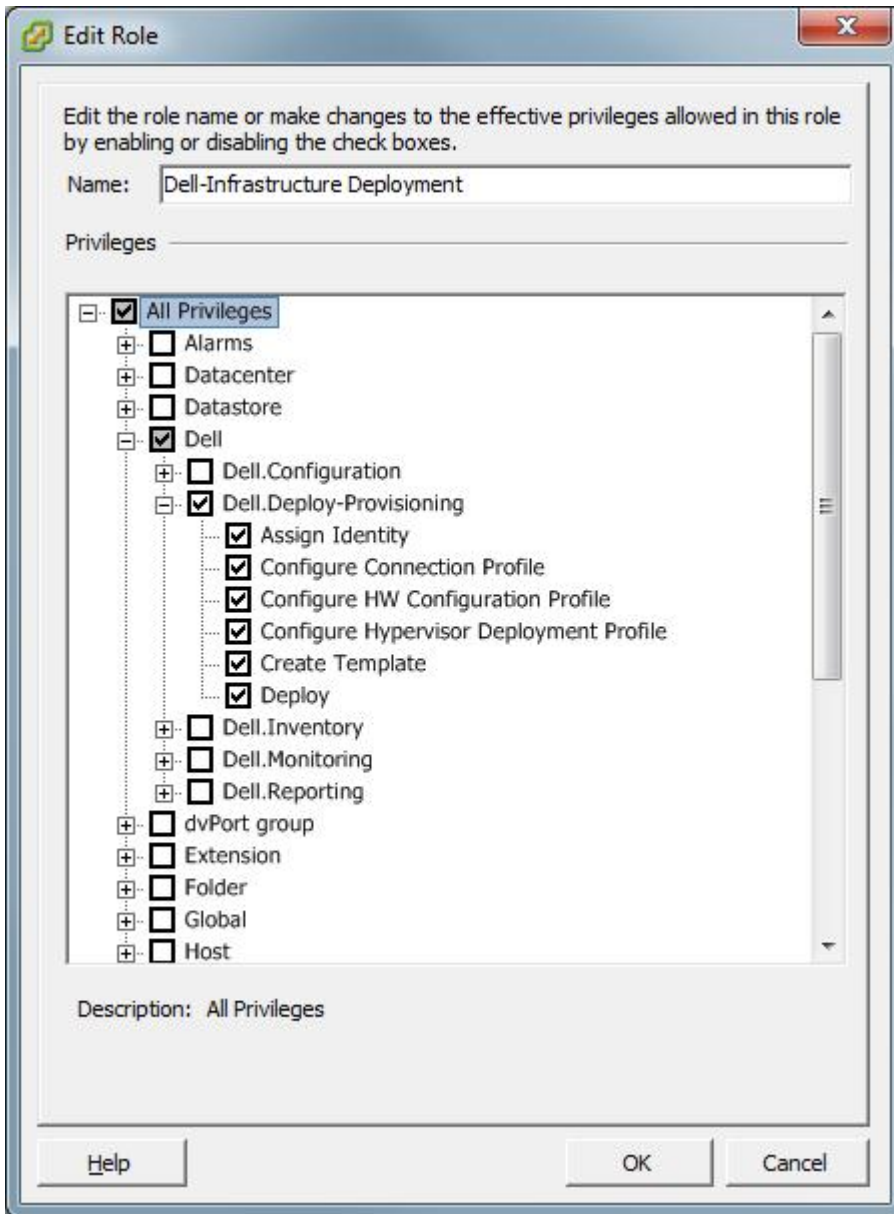 Edit Role
Edit the role name or make changes to the effective privileges allowed in this role
by enabling or disabling the check boxes.
Name: Dell-Infrastructure Deployment
Privileges
All Privileges
Alarms
Datacenter
Datastore
Dell
Dell.Configuration
Dell.Deploy-Provisioning
Assign Identity
Configure Connection Profile
Configure HW Configuration Profile
Configure Hypervisor Deployment Profile
Create Template
Deploy
Dell.Inventory
Dell.Monitoring
Dell.Reporting
dvPort group
Extension
Folder
Global
Host
Description: All Privileges
Help OK Cancel